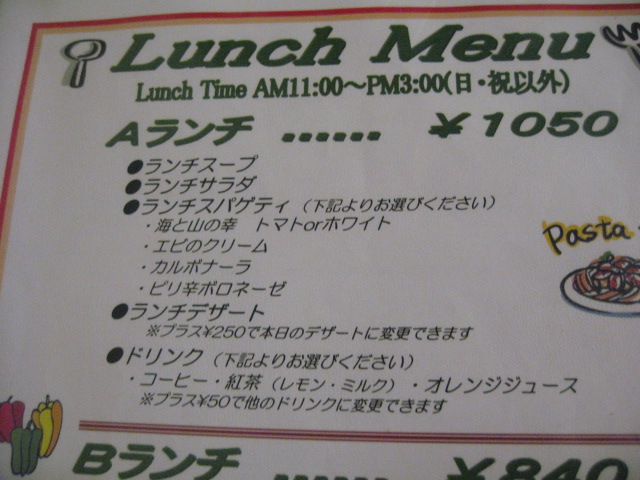 Lunch Menu
Lunch Time AM11:00～PM3:00(日・祝以外)
Aランチ ...... ￥1050
●ランチスープ
●ランチサラダ
●ランチスパゲティ（下記よりお選びください）
・海と山の幸　トマトorホワイト
・エビのクリーム
・カルボナーラ
・ピリ辛ボロネーゼ
Pasta
●ランチデザート
※プラス¥250で本日のデザートに変更できます
●ドリンク（下記よりお選びください）
・コーヒー・紅茶（レモン・ミルク）・オレンジジュース
※プラス¥50で他のドリンクに変更できます
Bランチ ...... ￥840